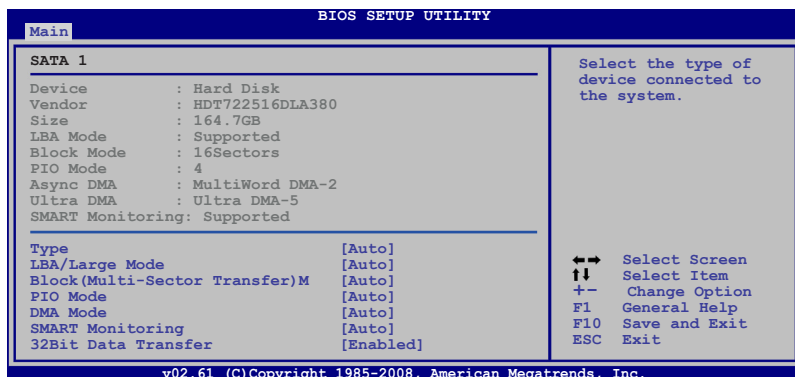 BIOS SETUP UTILITY
Main
SATA 1
Device : Hard Disk
Vendor : HDT722516DLA380
Size : 164.7GB
LBA Mode : Supported
Block Mode : 16Sectors
PIO Mode : 4
Async DMA : MultiWord DMA-2
Ultra DMA : Ultra DMA-5
SMART Monitoring: Supported
Type [Auto]
LBA/Large Mode [Auto]
Block(Multi-Sector Transfer)M [Auto]
PIO Mode [Auto]
DMA Mode [Auto]
SMART Monitoring [Auto]
32Bit Data Transfer [Enabled]
Select the type of
device connected to
the system.
←→ Select Screen
↑↓ Select Item
+- Change Option
F1 General Help
F10 Save and Exit
ESC Exit
v02.61 (C)Copyright 1985-2008, American Megatrends, Inc.